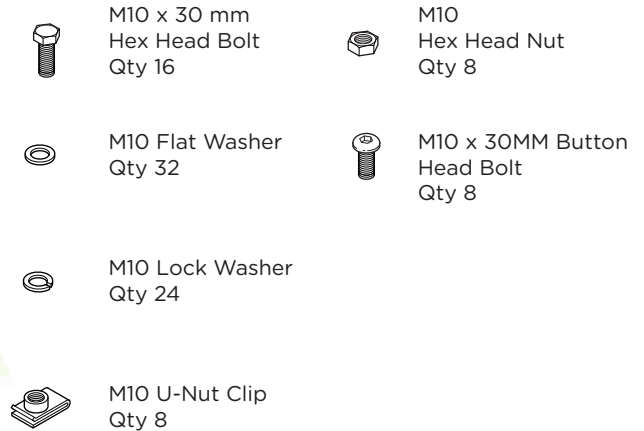 M10 x 30 mm
Hex Head Bolt
Qty 16
M10
Hex Head Nut
Qty 8
M10 Flat Washer
Qty 32
M10 x 30MM Button
Head Bolt
Qty 8
M10 Lock Washer
Qty 24
M10 U-Nut Clip
Qty 8